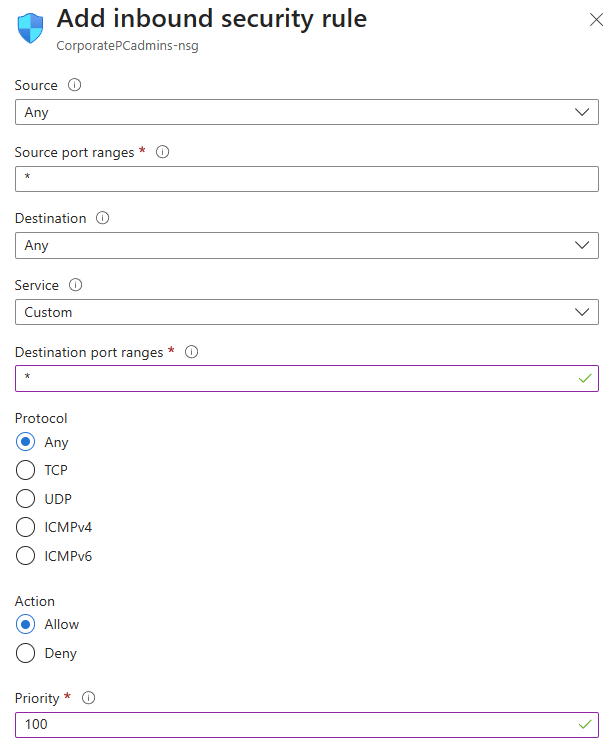 Add inbound security rule
CorporatePCadmins-nsg
Source
Any
Source port ranges *
*
Destination
Any
Service
Custom
Destination port ranges *
*
Protocol
Any
TCP
UDP
ICMPv4
ICMPv6
Action
Allow
Deny
Priority *
100